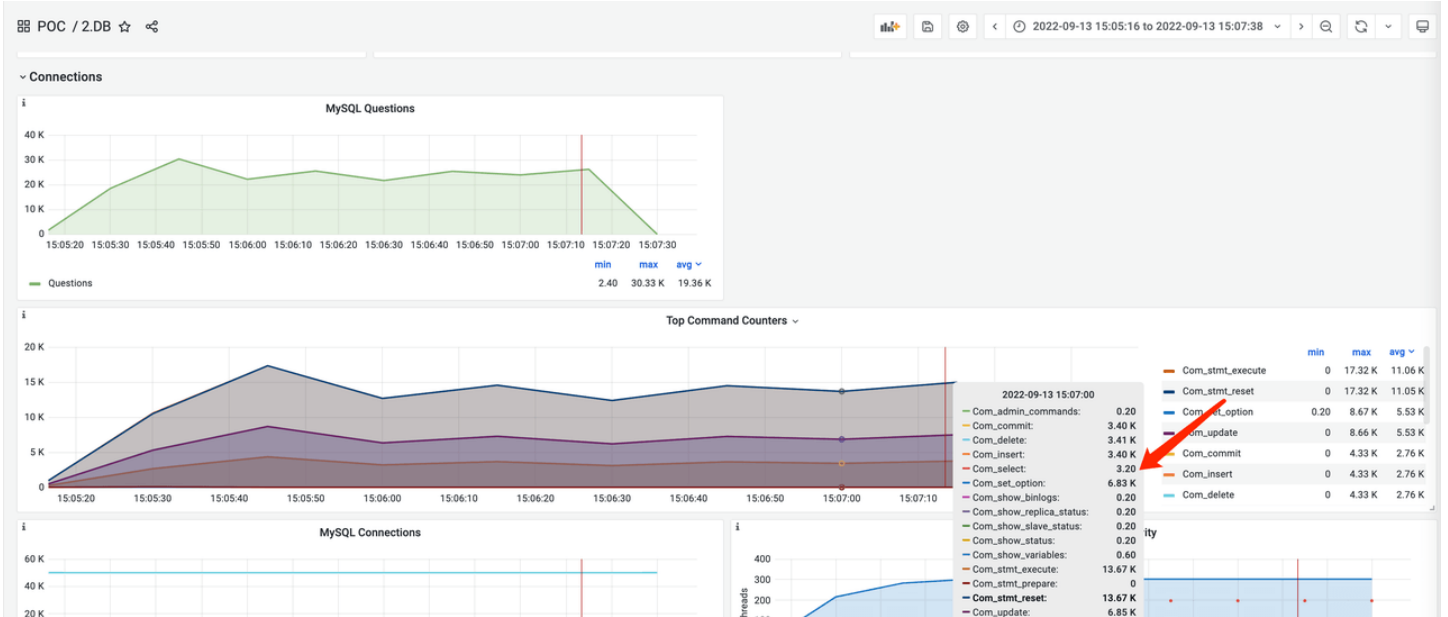 POC / 2.DB
2022-09-13 15:05:16 to 2022-09-13 15:07:38
Connections
MySQL Questions
40 K
30 K
20 K
10 K
0
15:05:20 15:05:30 15:05:40 15:05:50 15:06:00 15:06:10 15:06:20 15:06:30 15:06:40 15:06:50 15:07:00 15:07:10 15:07:20 15:07:30
min max avg
Questions 2.40 30.33 K 19.36 K
Top Command Counters
20 K
15 K
10 K
5 K
0
15:05:20 15:05:30 15:05:40 15:05:50 15:06:00 15:06:10 15:06:20 15:06:30 15:06:40 15:06:50 15:07:00 15:07:10
2022-09-13 15:07:00
Com_admin_commands: 0.20
Com_commit: 3.40 K
Com_delete: 3.41 K
Com_insert: 3.40 K
Com_select: 3.20
Com_set_option: 6.83 K
Com_show_binlogs: 0.20
Com_show_replica_status: 0.20
Com_show_slave_status: 0.20
Com_show_status: 0.20
Com_show_variables: 0.60
Com_stmt_execute: 13.67 K
Com_stmt_prepare: 0
Com_stmt_reset: 13.67 K
Com_update: 6.85 K
min max avg
Com_stmt_execute 0 17.32 K 11.06 K
Com_stmt_reset 0 17.32 K 11.05 K
0.20 8.67 K 5.53 K
0 8.66 K 5.53 K
Com_commit 0 4.33 K 2.76 K
Com_insert 0 4.33 K 2.76 K
Com_delete 0 4.33 K 2.76 K
MySQL Connections
60 K
40 K
20 K
ity
400
300
200